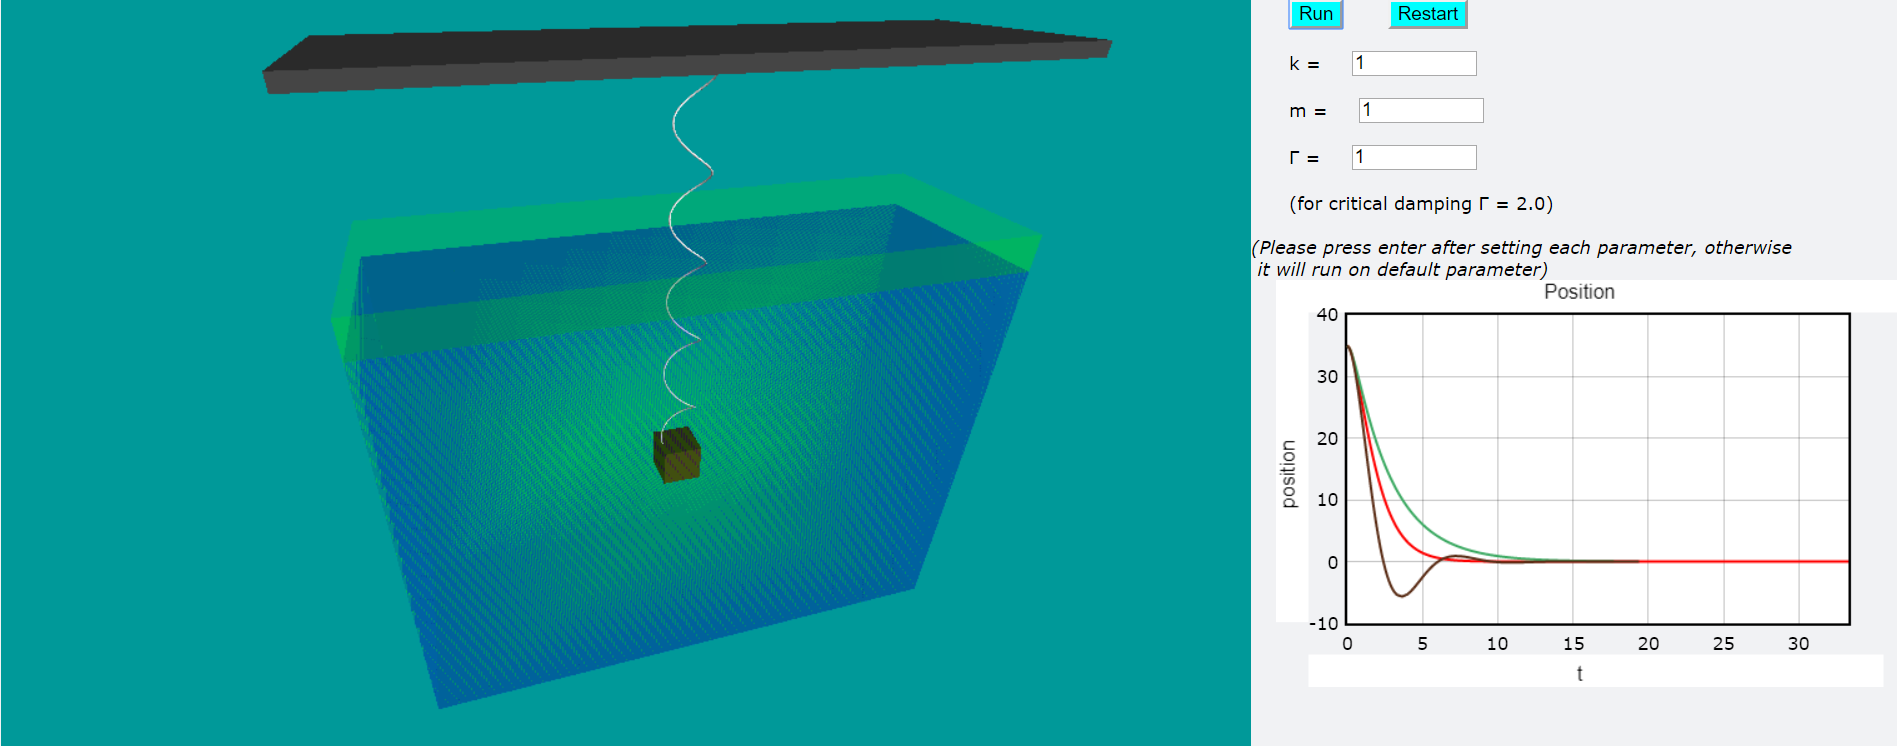 Run Restart
k = 1
m = 1
Γ = 1
(for critical damping Γ = 2.0)
(Please press enter after setting each parameter, otherwise
it will run on default parameter)
Position
40
30
20
10
0
-10
position
0 5 10 15 20 25 30
t